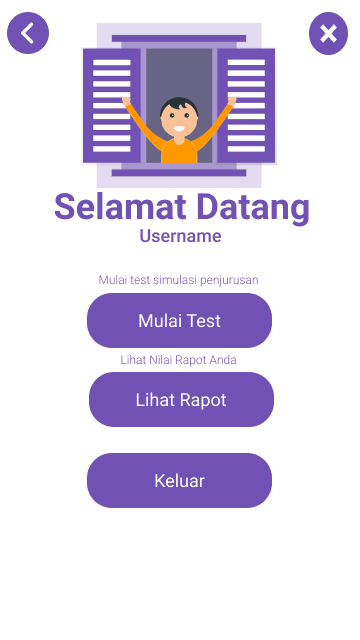 Selamat Datang
Username
Mulai test simulasi penjurusan
Mulai Test
Lihat Nilai Rapot Anda
Lihat Rapot
Keluar